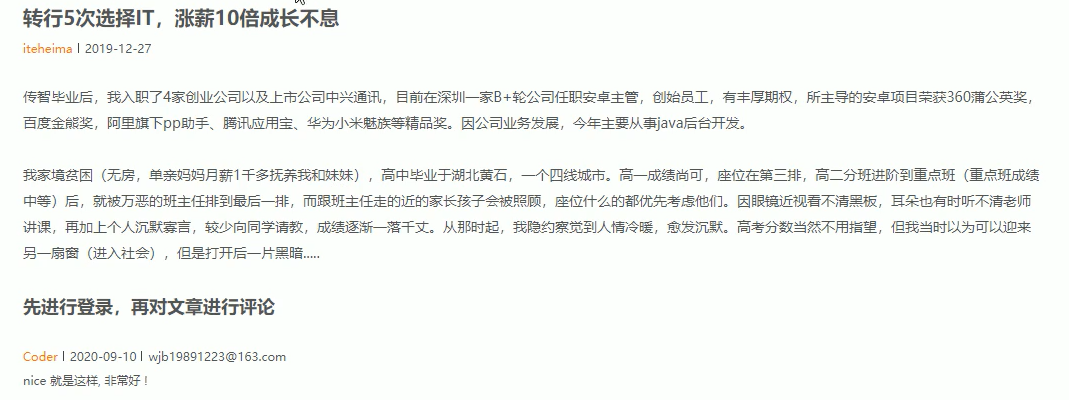 转行5次选择IT，涨薪10倍成长不息
iteheima | 2019-12-27
传智毕业后，我入职了4家创业公司以及上市公司中兴通讯，目前在深圳一家B+轮公司任职安卓主管，创始员工，有丰厚期权，所主导的安卓项目荣获360蒲公英奖，
百度金熊奖，阿里旗下pp助手、腾讯应用宝、华为小米魅族等精品奖。因公司业务发展，今年主要从事java后台开发。
我家境贫困（无房，单亲妈妈月薪1千多抚养我和妹妹），高中毕业于湖北黄石，一个四线城市。高一成绩尚可，座位在第三排，高二分班进阶到重点班（重点班成绩
中等）后，就被万恶的班主任排到最后一排，而跟班主任走的近的家长孩子会被照顾，座位什么的都优先考虑他们。因眼镜近视看不清黑板，耳朵也有时听不清老师
讲课，再加上个人沉默寡言，较少向同学请教，成绩逐渐一落千丈。从那时起，我隐约察觉到人情冷暖，愈发沉默。高考分数当然不用指望，但我当时以为可以迎来
另一扇窗（进入社会），但是打开后一片黑暗.....
先进行登录，再对文章进行评论
Coder | 2020-09-10 | wjb19891223@163.com
nice 就是这样, 非常好！